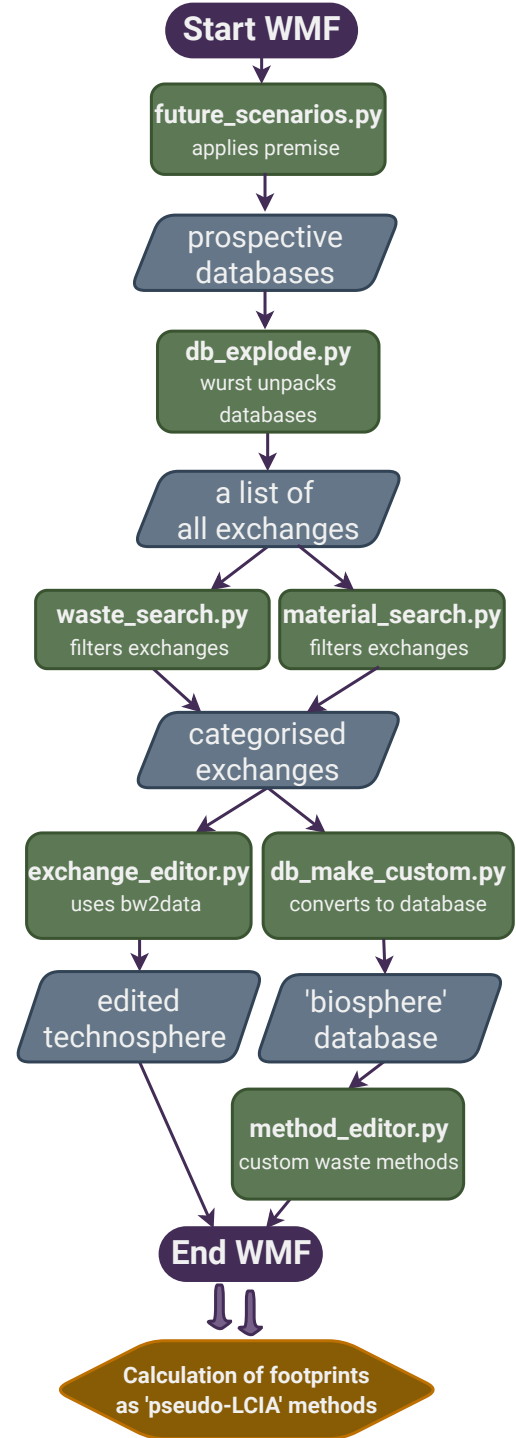 Start WMF
future_scenarios.py
applies premise
prospective
databases
db_explode.py
wurst unpacks
databases
a list of
all exchanges
waste_search.py
filters exchanges
material_search.py
filters exchanges
categorised
exchanges
exchange_editor.py
uses bw2data
db_make_custom.py
converts to database
edited
technosphere
'biosphere'
database
method_editor.py
custom waste methods
End WMF
Calculation of footprints
as 'pseudo-LCIA' methods